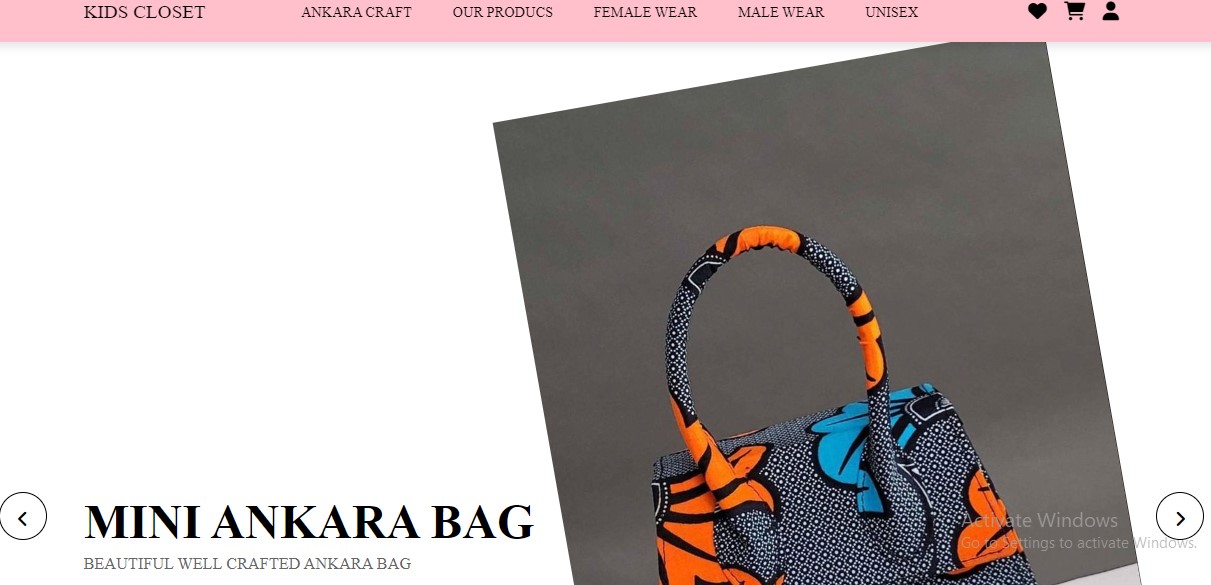 KIDS CLOSET
ANKARA CRAFT
OUR PRODUCS
FEMALE WEAR
MALE WEAR
UNISEX
MINI ANKARA BAG
BEAUTIFUL WELL CRAFTED ANKARA BAG
Activate Windows
Go to Settings to activate Windows.